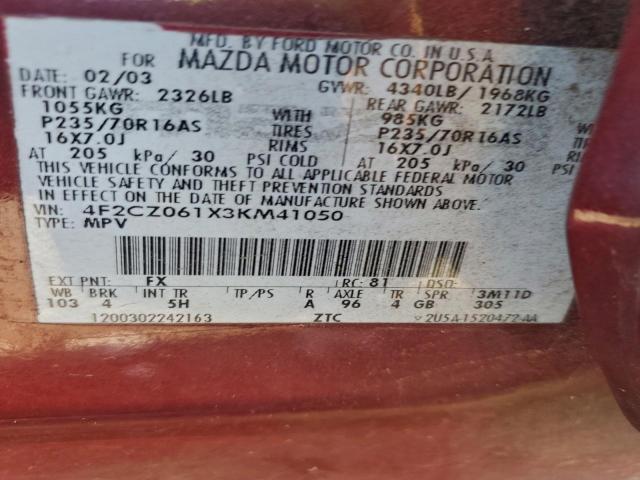 MFD. BY FORD MOTOR CO. IN U.S.A.
FOR MAZDA MOTOR CORPORATION
DATE: 02/03 GVWR: 4340LB/ 1968KG
FRONT GAWR: 2326LB REAR GAWR: 2172LB
1055KG WITH 985KG
P235/70R16AS TIRES P235/70R16AS
16X7.0J RIMS 16X7.0J
AT 205 kPa/ 30 PSI COLD AT 205 kPa/ 30
THIS VEHICLE CONFORMS TO ALL APPLICABLE FEDERAL MOTOR
VEHICLE SAFETY AND BUMPER STANDARDS
IN EFFECT ON THE DATE OF MANUFACTURE SHOWN ABOVE.
VIN: 4F2CZ061X3KM41050
TYPE: MPV
EXT PNT: FX RC: 81 DSO:
WB BRK INT TR TP/PS R AXLE TR SPR 3M11D
103 4 5H A 96 4 GB 305
1200302242163 ZTC 2U5A-1520472-AA